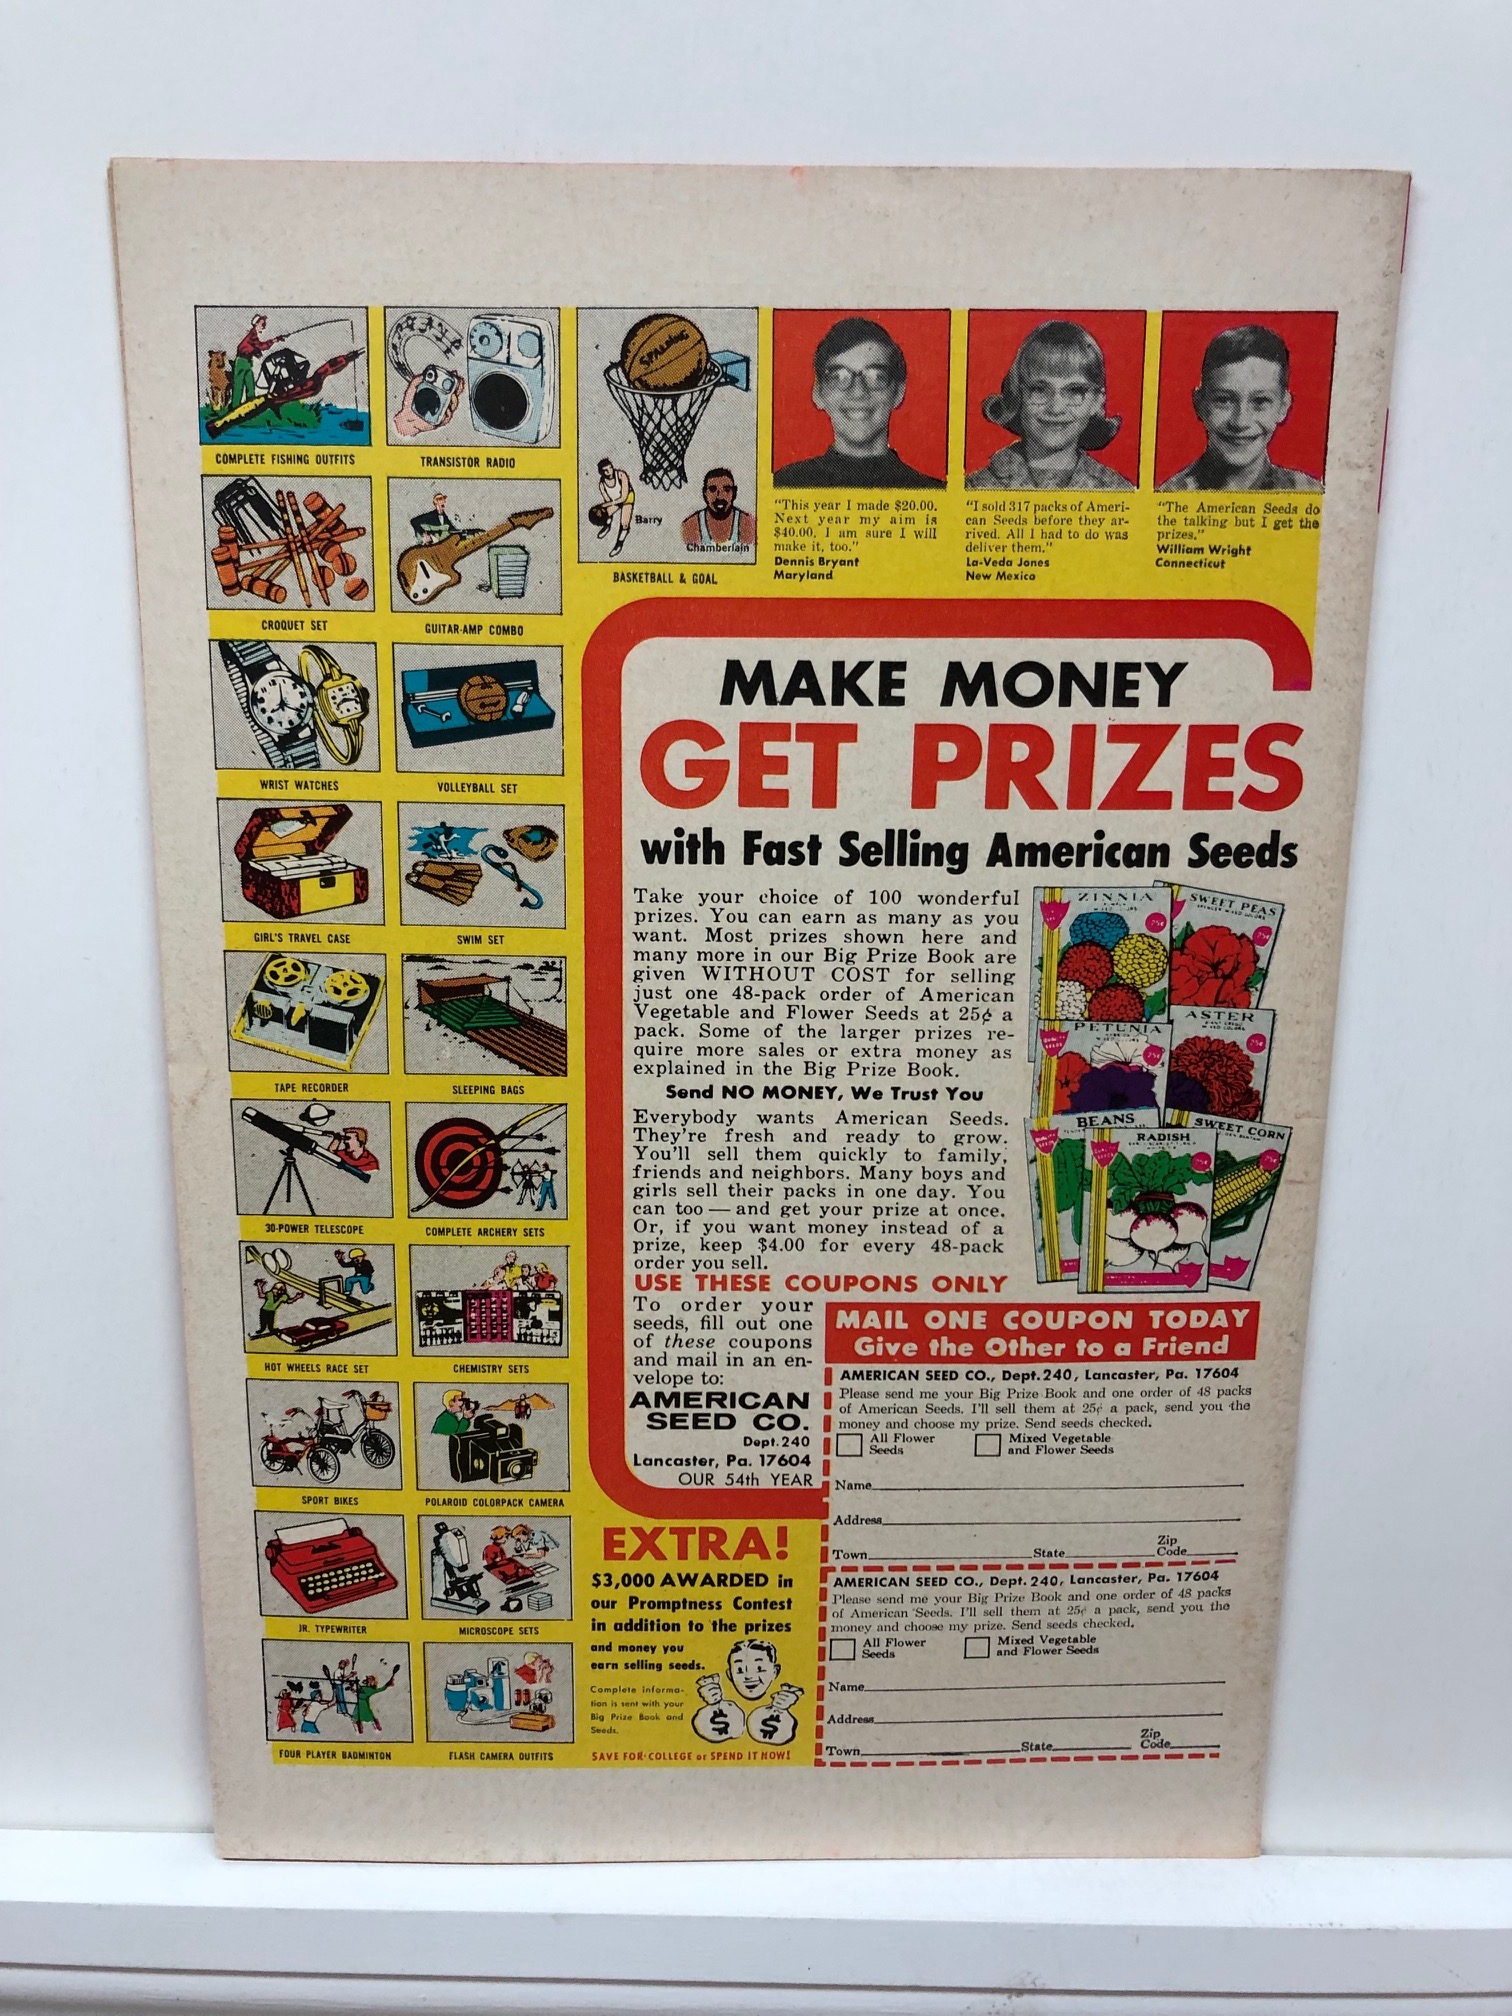 COMPLETE FISHING OUTFITS
TRANSISTOR RADIO
SPALDING
Barry
Chamberlain
BASKETBALL & GOAL
CROQUET SET
GUITAR-AMP COMBO
WRIST WATCHES
VOLLEYBALL SET
GIRL'S TRAVEL CASE
SWIM SET
TAPE RECORDER
SLEEPING BAGS
30-POWER TELESCOPE
COMPLETE ARCHERY SETS
HOT WHEELS RACE SET
CHEMISTRY SETS
SPORT BIKES
POLAROID COLORPACK CAMERA
JR. TYPEWRITER
MICROSCOPE SETS
FOUR PLAYER BADMINTON
FLASH CAMERA OUTFITS
"This year I made $20.00.
Next year my aim is
$40.00. I am sure I will
make it, too."
Dennis Bryant
Maryland
"I sold 317 packs of Ameri-
can Seeds before they ar-
rived. All I had to do was
deliver them."
La-Veda Jones
New Mexico
"The American Seeds do
the talking but I get the
prizes."
William Wright
Connecticut
MAKE MONEY
GET PRIZES
with Fast Selling American Seeds
Take your choice of 100 wonderful
prizes. You can earn as many as you
want. Most prizes shown here and
many more in our Big Prize Book are
given WITHOUT COST for selling
just one 48-pack order of American
Vegetable and Flower Seeds at 25¢ a
pack. Some of the larger prizes re-
quire more sales or extra money as
explained in the Big Prize Book.
Send NO MONEY, We Trust You
Everybody wants American Seeds.
They're fresh and ready to grow.
You'll sell them quickly to family,
friends and neighbors. Many boys and
girls sell their packs in one day. You
can too — and get your prize at once.
Or, if you want money instead of a
prize, keep $4.00 for every 48-pack
order you sell.
USE THESE COUPONS ONLY
To order your
seeds, fill out one
of these coupons
and mail in an en-
velope to:
AMERICAN
SEED CO.
Dept. 240
Lancaster, Pa. 17604
OUR 54th YEAR
ZINNIA
25¢
SWEET PEAS
25¢
PETUNIA
25¢
ASTER
25¢
BEANS
RADISH
25¢
SWEET CORN
25¢
MAIL ONE COUPON TODAY
Give the Other to a Friend
AMERICAN SEED CO., Dept. 240, Lancaster, Pa. 17604
Please send me your Big Prize Book and one order of 48 packs
of American Seeds. I'll sell them at 25¢ a pack, send you the
money and choose my prize. Send seeds checked.
All Flower
Seeds
Mixed Vegetable
and Flower Seeds
Name
Address
Town State Zip Code
AMERICAN SEED CO., Dept. 240, Lancaster, Pa. 17604
Please send me your Big Prize Book and one order of 48 packs
of American Seeds. I'll sell them at 25¢ a pack, send you the
money and choose my prize. Send seeds checked.
All Flower
Seeds
Mixed Vegetable
and Flower Seeds
Name
Address
Town State Zip Code
EXTRA!
$3,000 AWARDED in
our Promptness Contest
in addition to the prizes
and money you
earn selling seeds.
Complete informa-
tion is sent with your
Big Prize Book and
Seeds.
$ $
SAVE FOR COLLEGE or SPEND IT NOW!